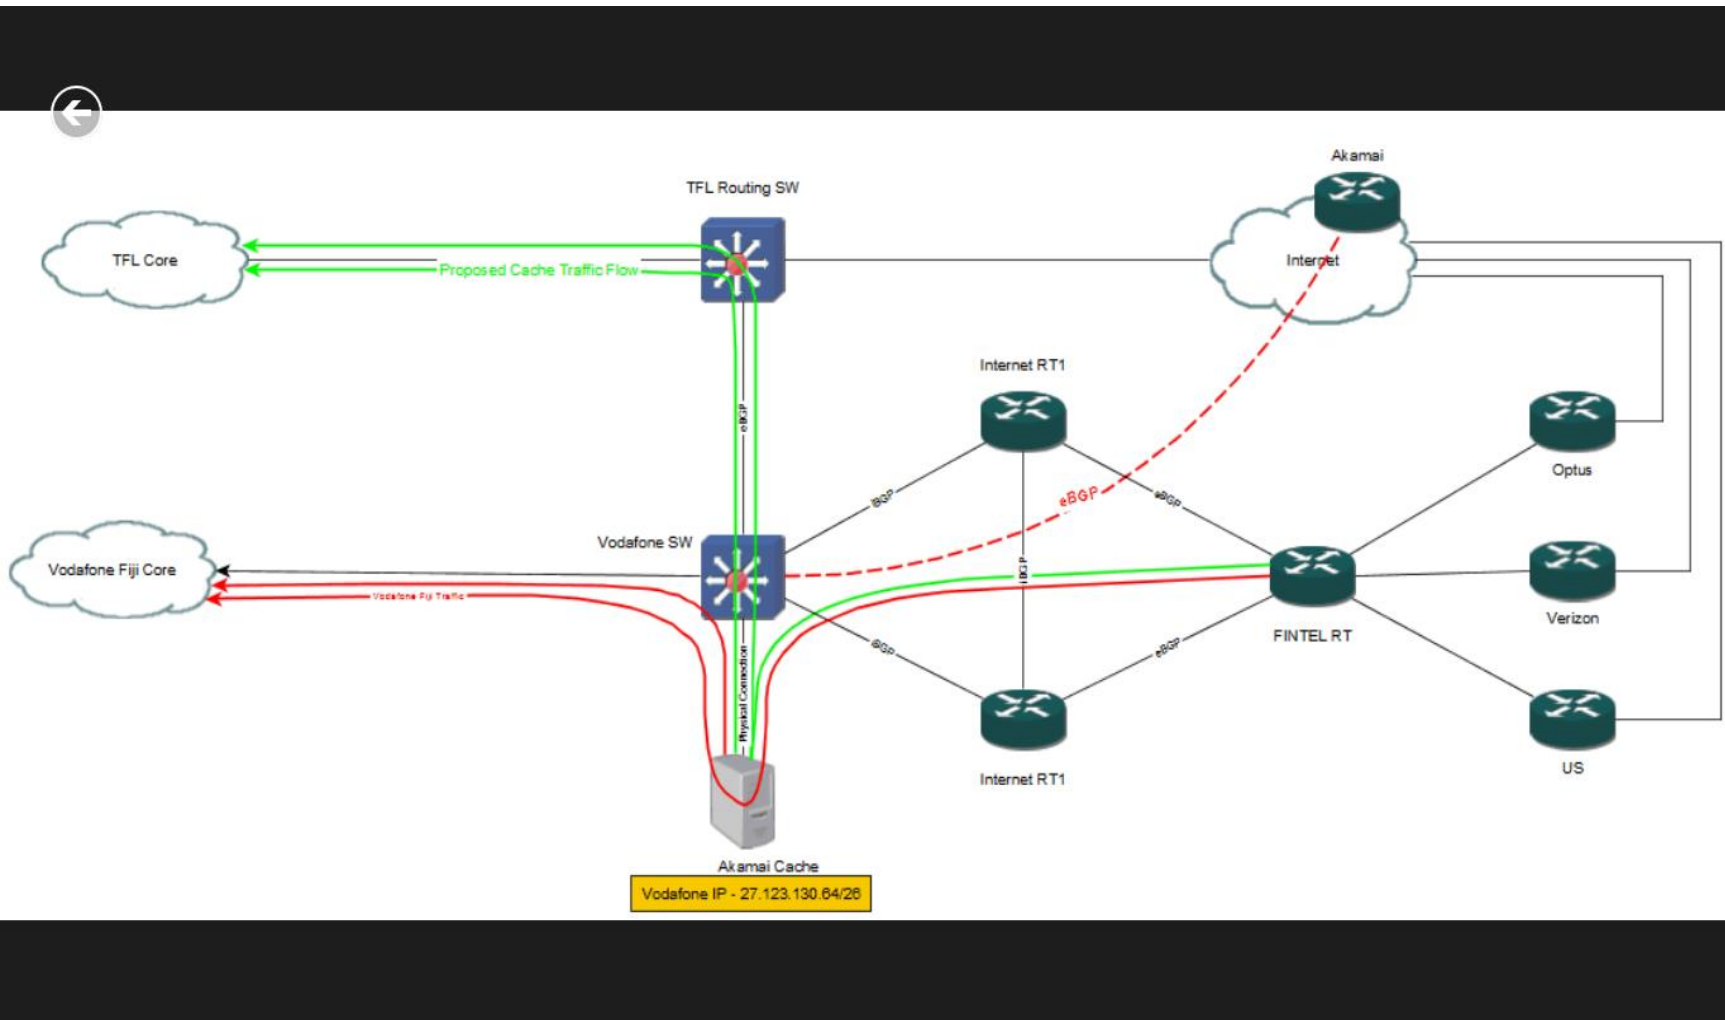 Akamai
TFL Routing SW
TFL Core
Proposed Cache Traffic Flow
Internet
Internet RT1
eBGP
Optus
iBGP
eBGP
eBGP
Vodafone SW
Vodafone Fiji Core
Vodafone Fiji Traffic
iBGP
Verizon
FINTEL RT
iBGP
eBGP
Physical Connection
US
Internet RT1
Akamai Cache
Vodafone IP - 27.123.130.64/26